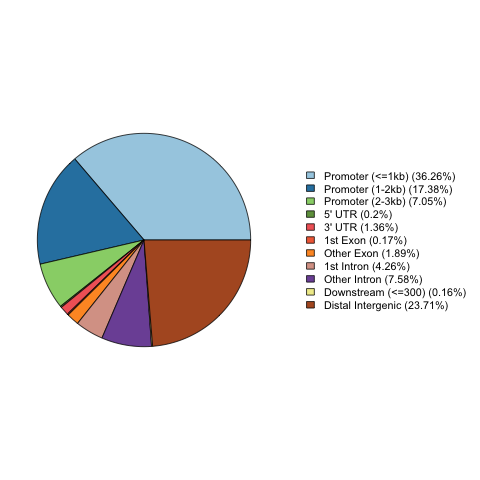 Promoter (<=1kb) (36.26%)
Promoter (1-2kb) (17.38%)
Promoter (2-3kb) (7.05%)
5' UTR (0.2%)
3' UTR (1.36%)
1st Exon (0.17%)
Other Exon (1.89%)
1st Intron (4.26%)
Other Intron (7.58%)
Downstream (<=300) (0.16%)
Distal Intergenic (23.71%)